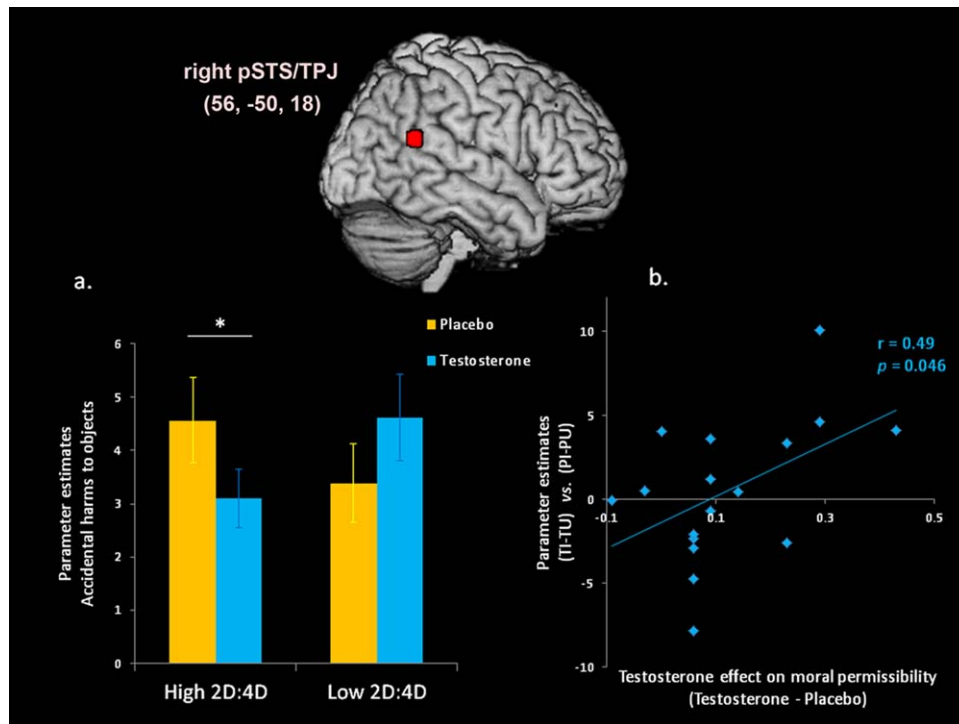 right pSTS/TPJ
(56, -50, 18)
a.
*
Placebo
Testosterone
Parameter estimates
Accidental harms to objects
6
5
4
3
2
1
0
High 2D:4D
Low 2D:4D
b.
r = 0.49
p = 0.046
Parameter estimates
(TI-TU) vs. (PI-PU)
10
5
0
-5
-10
-0.1
0.1
0.3
0.5
Testosterone effect on moral permissibility
(Testosterone - Placebo)